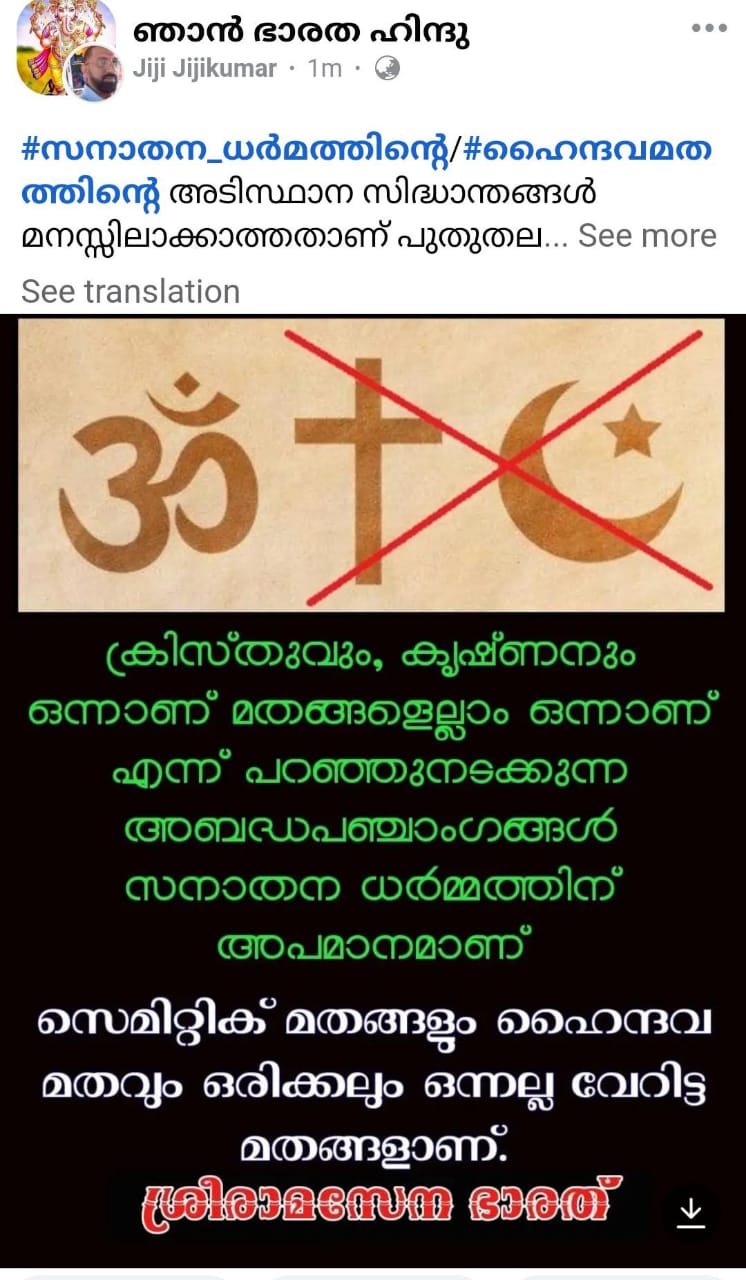 ഞാൻ ഭാരത ഹിന്ദു
Jiji Jijikumar · 1m ·
#സനാതന_ധർമത്തിന്റെ/#ഹൈന്ദവമത
ത്തിന്റെ അടിസ്ഥാന സിദ്ധാന്തങ്ങൾ
മനസ്സിലാക്കാത്തതാണ് പുതുതല... See more
See translation
ॐ
ക്രിസ്തുവും, കൃഷ്ണനും
ഒന്നാണ് മതങ്ങളെല്ലാം ഒന്നാണ്
എന്ന് പറഞ്ഞുനടക്കുന്ന
അബദ്ധപഞ്ചാംഗങ്ങൾ
സനാതന ധർമ്മത്തിന്
അപമാനമാണ്
സെമിറ്റിക് മതങ്ങളും ഹൈന്ദവ
മതവും ഒരിക്കലും ഒന്നല്ല വേറിട്ട
മതങ്ങളാണ്.
ശ്രീരാമസേന ഭാരത്